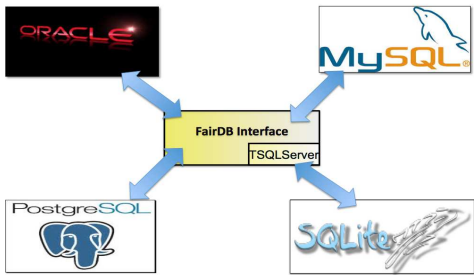 ORACLE
MySQL®
FairDB Interface
TSQLServer
PostgreSQL
SQLite